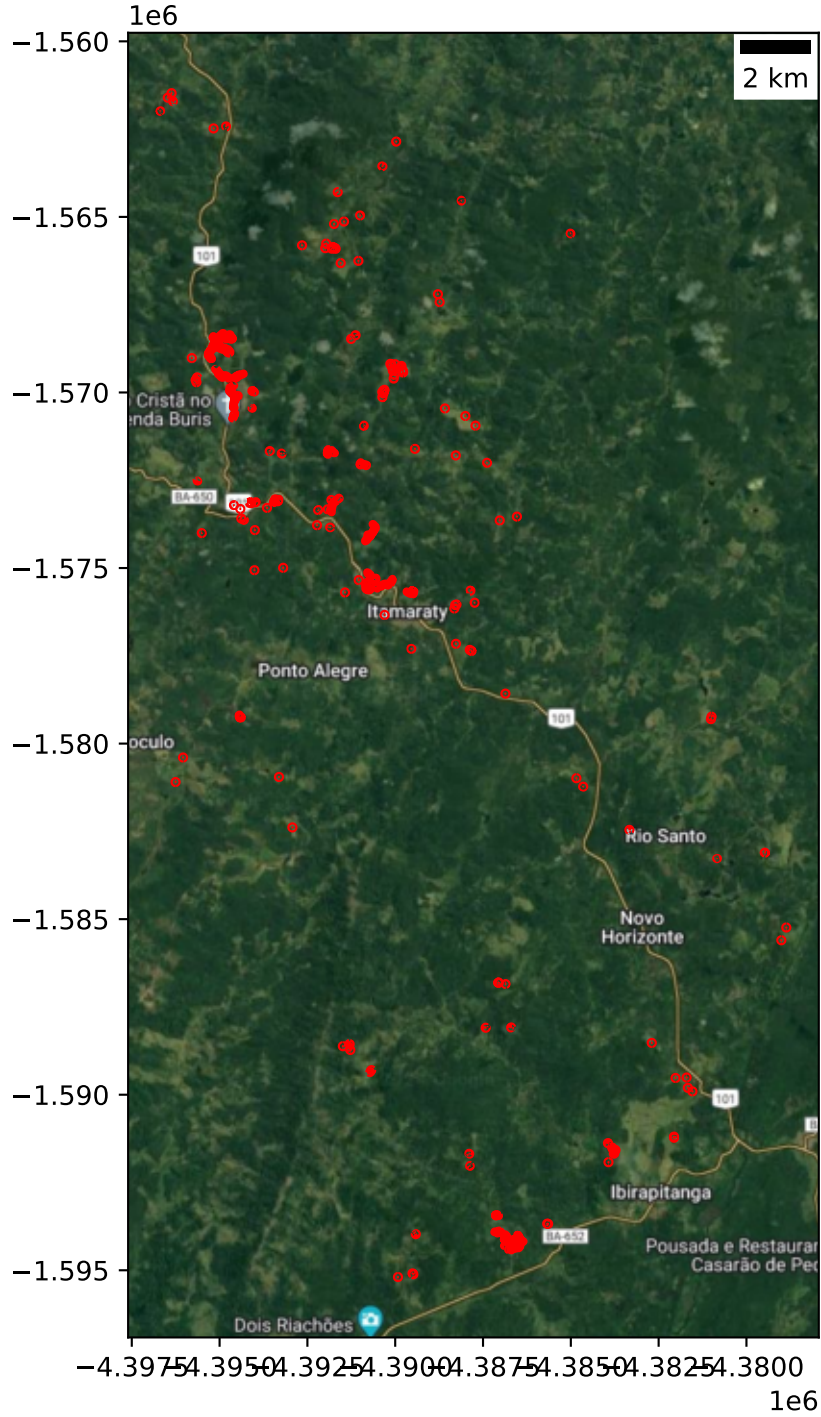 1e6
−1.560
2 km
−1.565
101
−1.570
Cristã no
enda Buris
BA-650
−1.575
Itamaraty
Ponto Alegre
101
oculo
−1.580
Rio Santo
−1.585
Novo
Horizonte
−1.590
101
Ibirapitanga
BA-652
−1.595
Pousada e Restaurar
Casarão de Ped
Dois Riachões
−4.3975 −4.3950 −4.3925 −4.3900 −4.3875 −4.3850 −4.3825 −4.3800
1e6